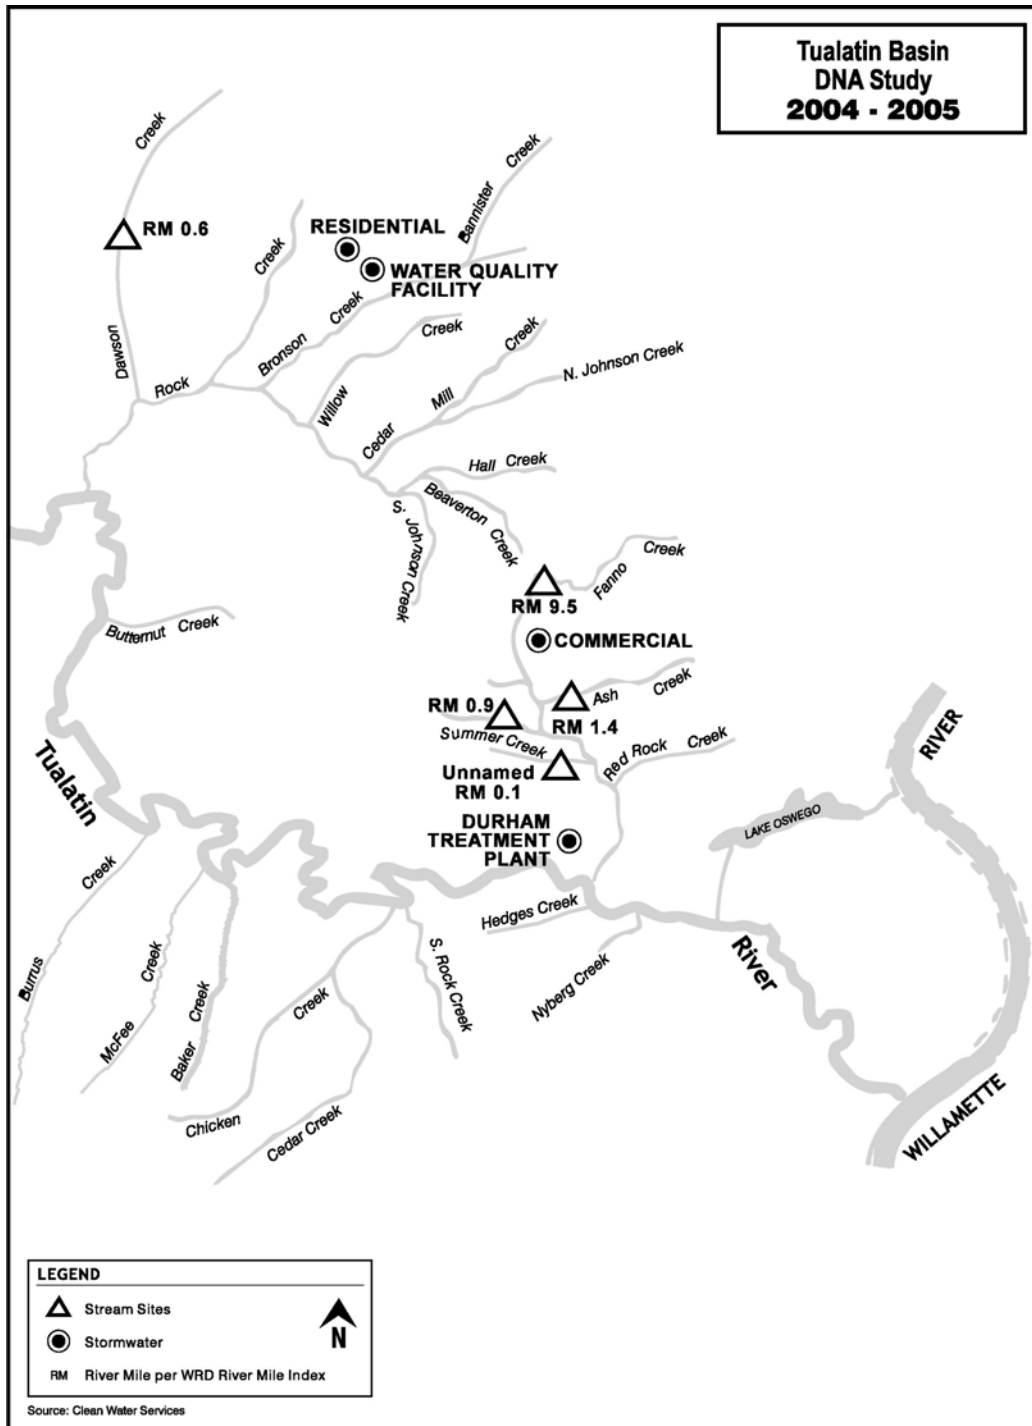 Tualatin Basin
DNA Study
2004 - 2005
Creek
RM 0.6
Dawson
Rock
Creek
RESIDENTIAL
WATER QUALITY
FACILITY
Bannister
Creek
Bronson
Creek
Willow
Creek
Cedar
Mill
Creek
N. Johnson Creek
Hall Creek
Beaverton
Creek
S. Johnson Creek
Fanno
Creek
RM 9.5
COMMERCIAL
Butternut Creek
RM 0.9
Ash
Creek
RM 1.4
Summer Creek
Red Rock Creek
Unnamed
RM 0.1
DURHAM
TREATMENT
PLANT
Tualatin
RIVER
LAKE OSWEGO
Burrus
Creek
McFee
Creek
Baker
Creek
Chicken
Creek
Cedar Creek
S. Rock Creek
Hedges Creek
Nyberg Creek
River
WILLAMETTE
LEGEND
Stream Sites
Stormwater
RM River Mile per WRD River Mile Index
N
Source: Clean Water Services